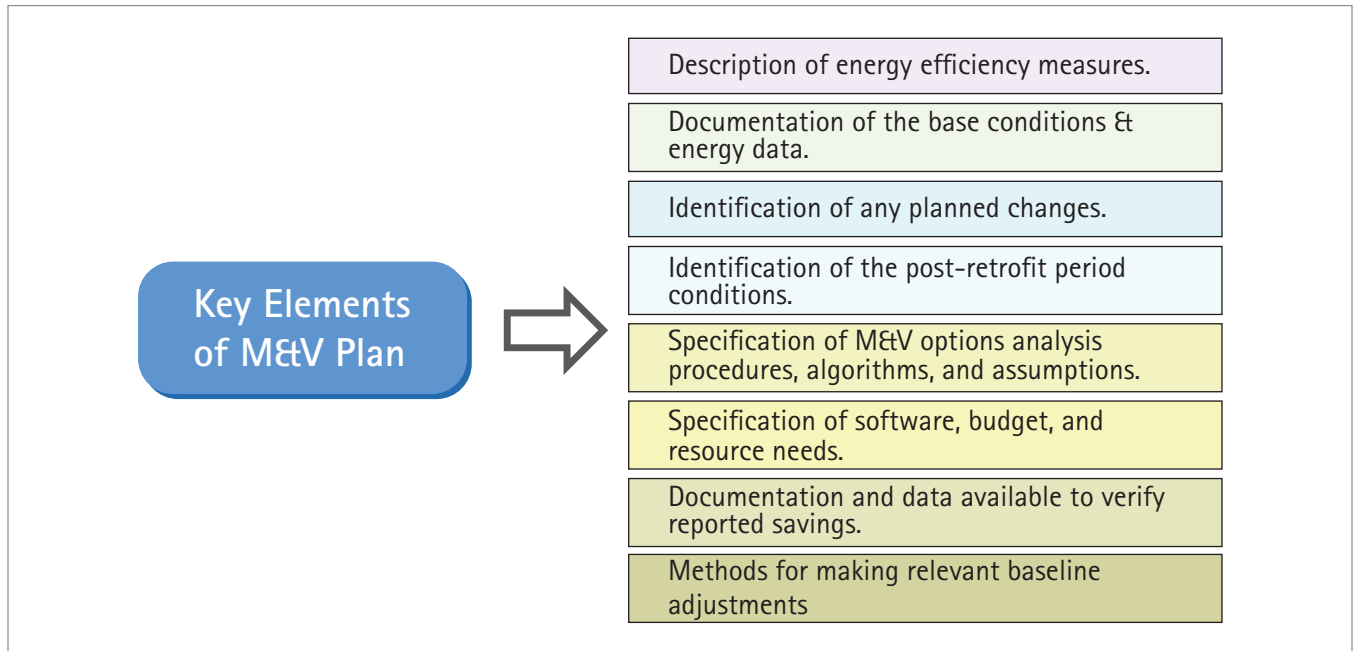 Key Elements
of M&V Plan
Description of energy efficiency measures.
Documentation of the base conditions &
energy data.
Identification of any planned changes.
Identification of the post-retrofit period
conditions.
Specification of M&V options analysis
procedures, algorithms, and assumptions.
Specification of software, budget, and
resource needs.
Documentation and data available to verify
reported savings.
Methods for making relevant baseline
adjustments